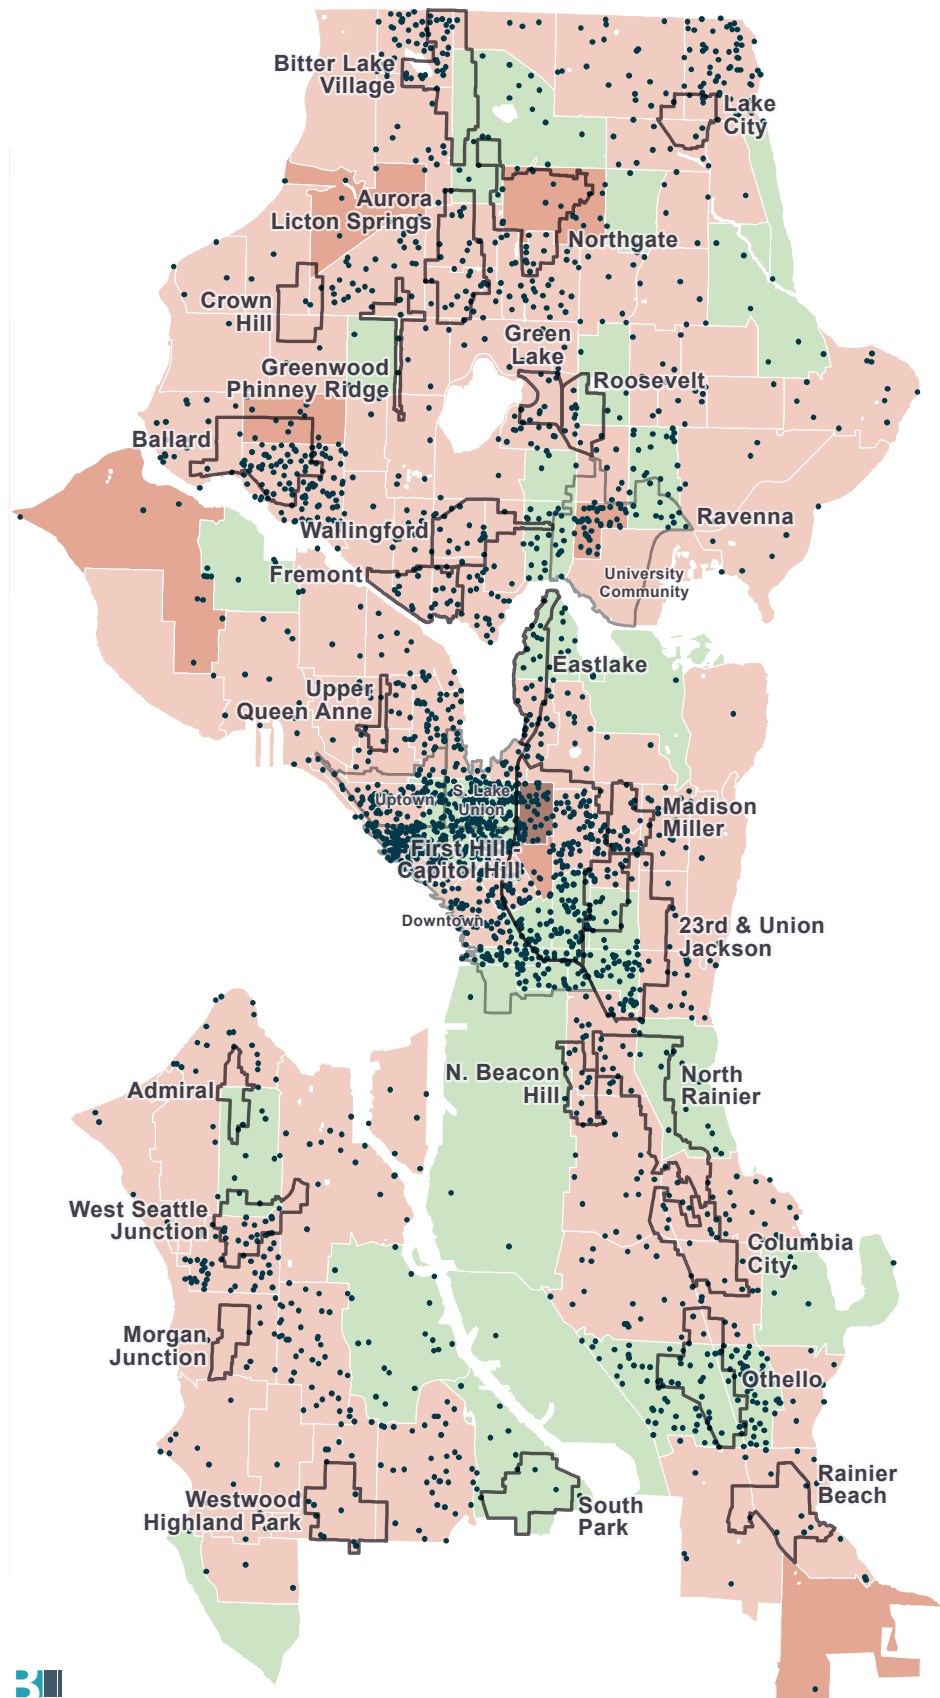 Bitter Lake
Village
Lake
City
Aurora
Licton Springs
Northgate
Crown
Hill
Green
Lake
Greenwood
Phinney Ridge
Roosevelt
Ballard
Ravenna
Wallingford
Fremont
University
Community
Eastlake
Upper
Queen Anne
Uptown
S. Lake
Union
Madison
Miller
First Hill -
Capitol Hill
Downtown
23rd & Union
Jackson
N. Beacon
Hill
North
Rainier
Admiral
West Seattle
Junction
Columbia
City
Morgan
Junction
Othello
Rainier
Beach
Westwood
Highland Park
South
Park